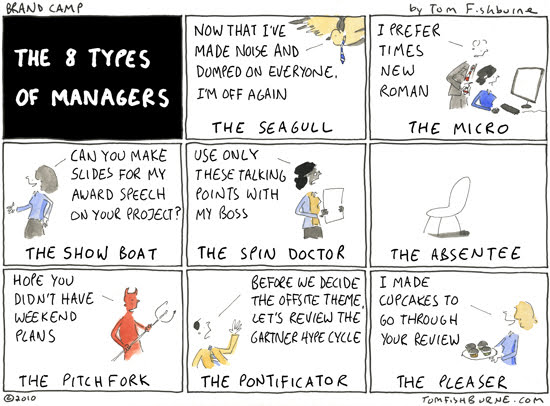 BRAND CAMP
by Tom Fishburne
THE 8 TYPES
OF MANAGERS
NOW THAT I'VE
MADE NOISE AND
DUMPED ON EVERYONE,
I'M OFF AGAIN
THE SEAGULL
I PREFER
TIMES
NEW
ROMAN
THE MICRO
CAN YOU MAKE
SLIDES FOR MY
AWARD SPEECH
ON YOUR PROJECT?
THE SHOW BOAT
USE ONLY
THESE TALKING
POINTS WITH
MY BOSS
THE SPIN DOCTOR
THE ABSENTEE
HOPE YOU
DIDN'T HAVE
WEEKEND
PLANS
THE PITCHFORK
BEFORE WE DECIDE
THE OFFSITE THEME,
LET'S REVIEW THE
GARTNER HYPE CYCLE
THE PONTIFICATOR
I MADE
CUPCAKES TO
GO THROUGH
YOUR REVIEW
THE PLEASER
©2010
TOMFISHBURNE.COM